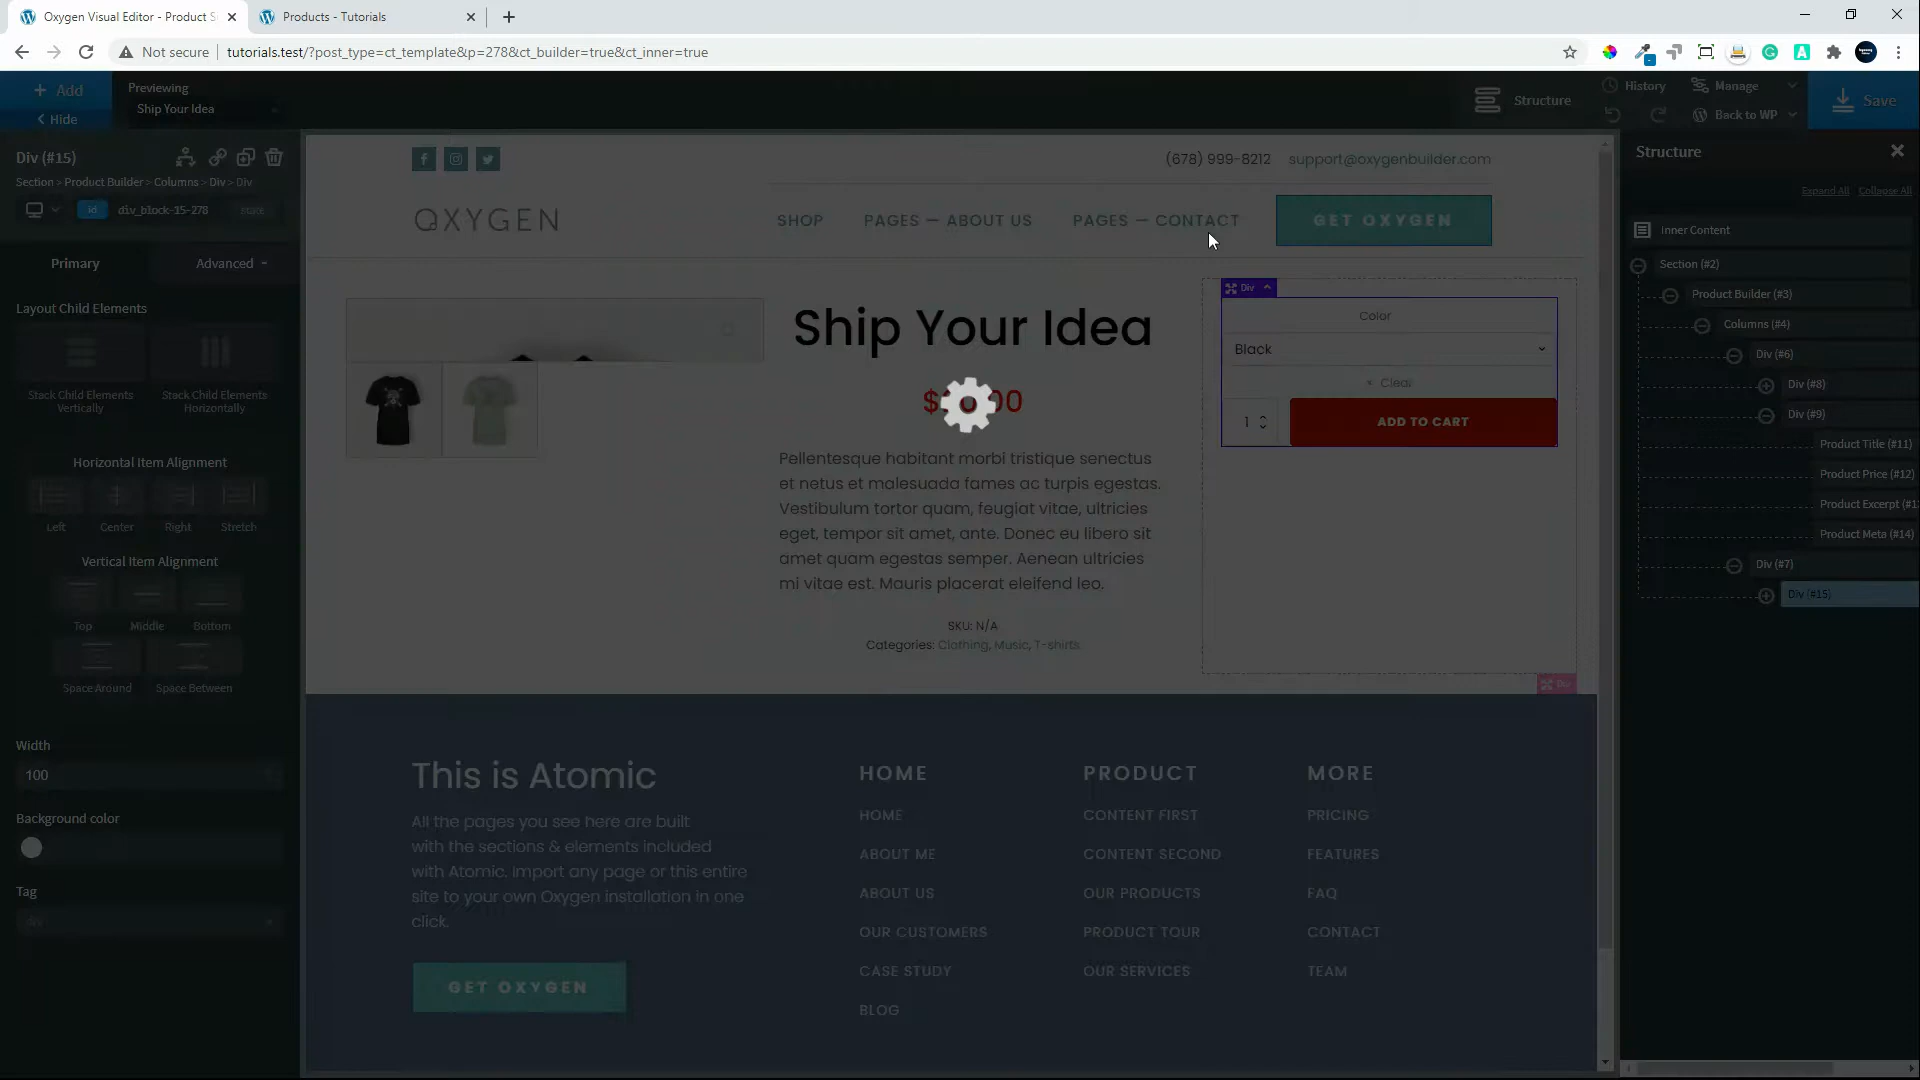 Oxygen Visual Editor - Product S
Products - Tutorials
Not secure
tutorials.test/?post_type=ct_template&p=278&ct_builder=true&ct_inner=true
Add
Hide
Previewing
Ship Your Idea
Structure
History
Manage
Back to WP
Save
Div (#15)
Section > Product Builder > Columns > Div > Div
id
div_block-15-278
state
Primary
Advanced
Layout Child Elements
Stack Child Elements
Vertically
Stack Child Elements
Horizontally
Horizontal Item Alignment
Left
Center
Right
Stretch
Vertical Item Alignment
Top
Middle
Bottom
Space Around
Space Between
Width
100
Background color
Tag
div
(678) 999-8212
support@oxygenbuilder.com
OXYGEN
SHOP
PAGES — ABOUT US
PAGES — CONTACT
GET OXYGEN
Ship Your Idea
Pellentesque habitant morbi tristique senectus
et netus et malesuada fames ac turpis egestas.
Vestibulum tortor quam, feugiat vitae, ultricies
eget, tempor sit amet, ante. Donec eu libero sit
amet quam egestas semper. Aenean ultricies
mi vitae est. Mauris placerat eleifend leo.
SKU: N/A
Categories: Clothing, Music, T-shirts
Div
Color
Black
× Clear
1
ADD TO CART
Div
This is Atomic
All the pages you see here are built
with the sections & elements included
with Atomic. Import any page or this entire
site to your own Oxygen installation in one
click.
GET OXYGEN
HOME
HOME
ABOUT ME
ABOUT US
OUR CUSTOMERS
CASE STUDY
BLOG
PRODUCT
CONTENT FIRST
CONTENT SECOND
OUR PRODUCTS
PRODUCT TOUR
OUR SERVICES
MORE
PRICING
FEATURES
FAQ
CONTACT
TEAM
Structure
Expand All
Collapse All
Inner Content
Section (#2)
Product Builder (#3)
Columns (#4)
Div (#6)
Div (#8)
Div (#9)
Product Title (#11)
Product Price (#12)
Product Excerpt (#1
Product Meta (#14)
Div (#7)
Div (#15)